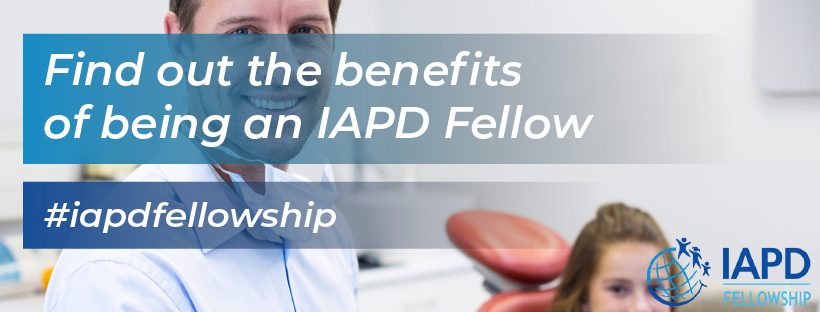 Find out the benefits
of being an IAPD Fellow
#iapdfellowship
IAPD
FELLOWSHIP